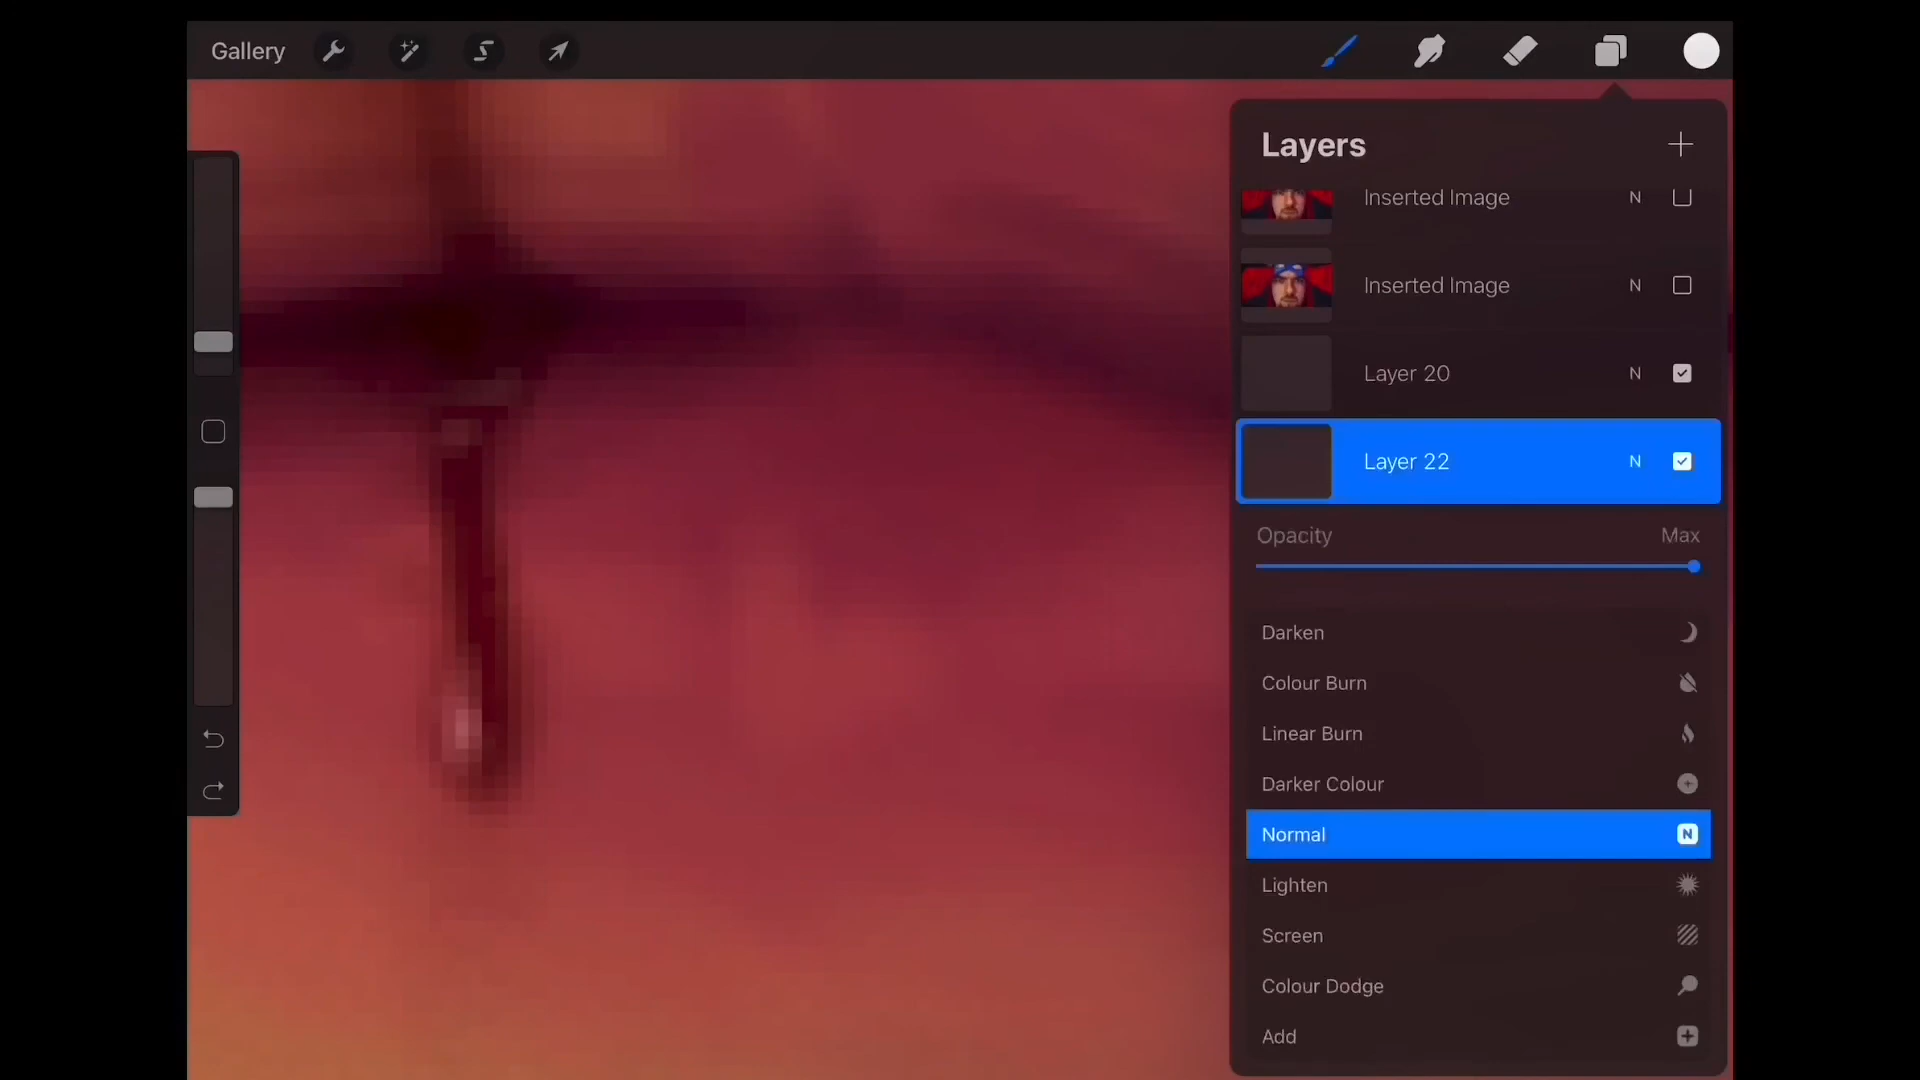 Gallery
Layers
Inserted Image N
Inserted Image N
Layer 20 N
Layer 22 N
Opacity Max
Darken
Colour Burn
Linear Burn
Darker Colour
Normal N
Lighten
Screen
Colour Dodge
Add